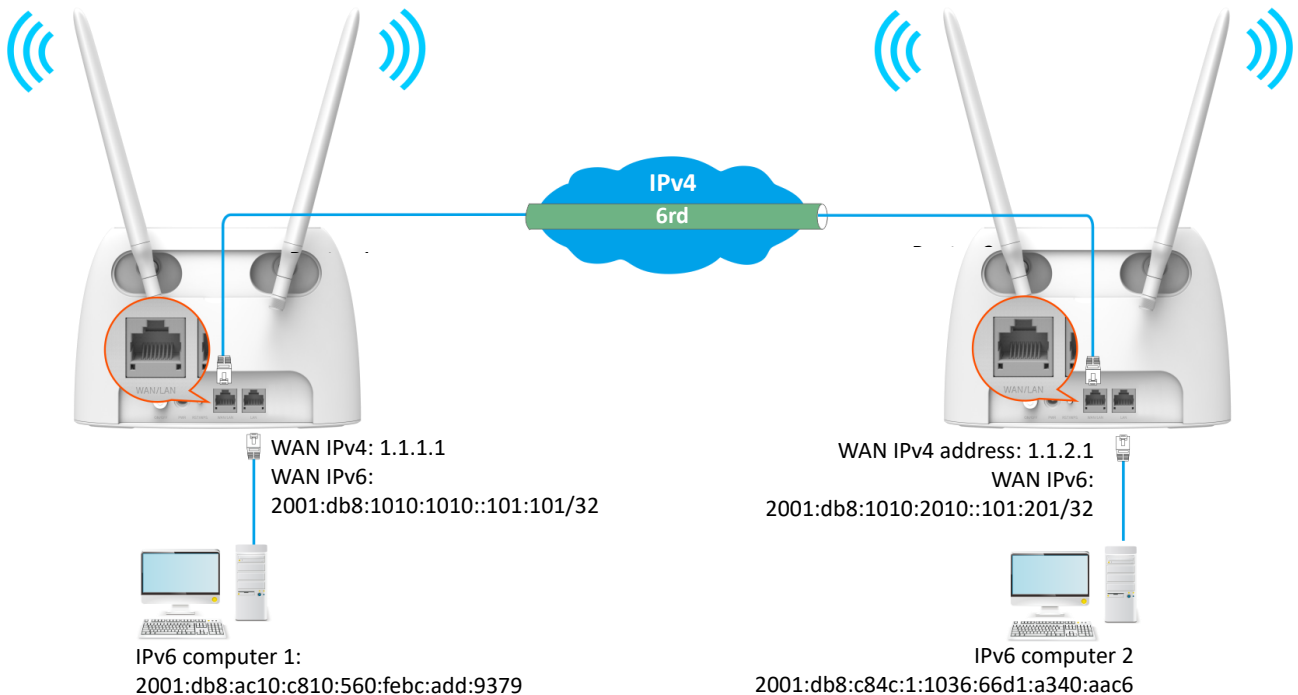 IPv4
6rd
WAN/LAN
WAN/LAN
WAN IPv4: 1.1.1.1
WAN IPv6:
2001:db8:1010:1010::101:101/32
WAN IPv4 address: 1.1.2.1
WAN IPv6:
2001:db8:1010:2010::101:201/32
IPv6 computer 1:
2001:db8:ac10:c810:560:febc:add:9379
IPv6 computer 2
2001:db8:c84c:1:1036:66d1:a340:aac6